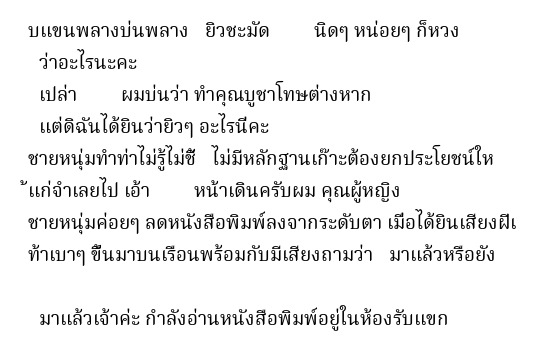 บแขนพลางบ่นพลาง ยิวชะมัด นิดๆ หน่อยๆ ก็หวง
ว่าอะไรนะคะ
เปล่า ผมบ่นว่า ทำคุณบูชาโทษต่างหาก
แต่ดิฉันได้ยินว่ายิวๆ อะไรนี่คะ
ชายหนุ่มทำท่าไม่รู้ไม่ชี้ ไม่มีหลักฐานเก๊าะต้องยกประโยชน์ให
้แก่จำเลยไป เอ้า หน้าเดินครับผม คุณผู้หญิง
ชายหนุ่มค่อยๆ ลดหนังสือพิมพ์ลงจากระดับตา เมื่อได้ยินเสียงฝีเ
ท้าเบาๆ ขึ้นมาบนเรือนพร้อมกับมีเสียงถามว่า มาแล้วหรือยัง
มาแล้วเจ้าค่ะ กำลังอ่านหนังสือพิมพ์อยู่ในห้องรับแขก